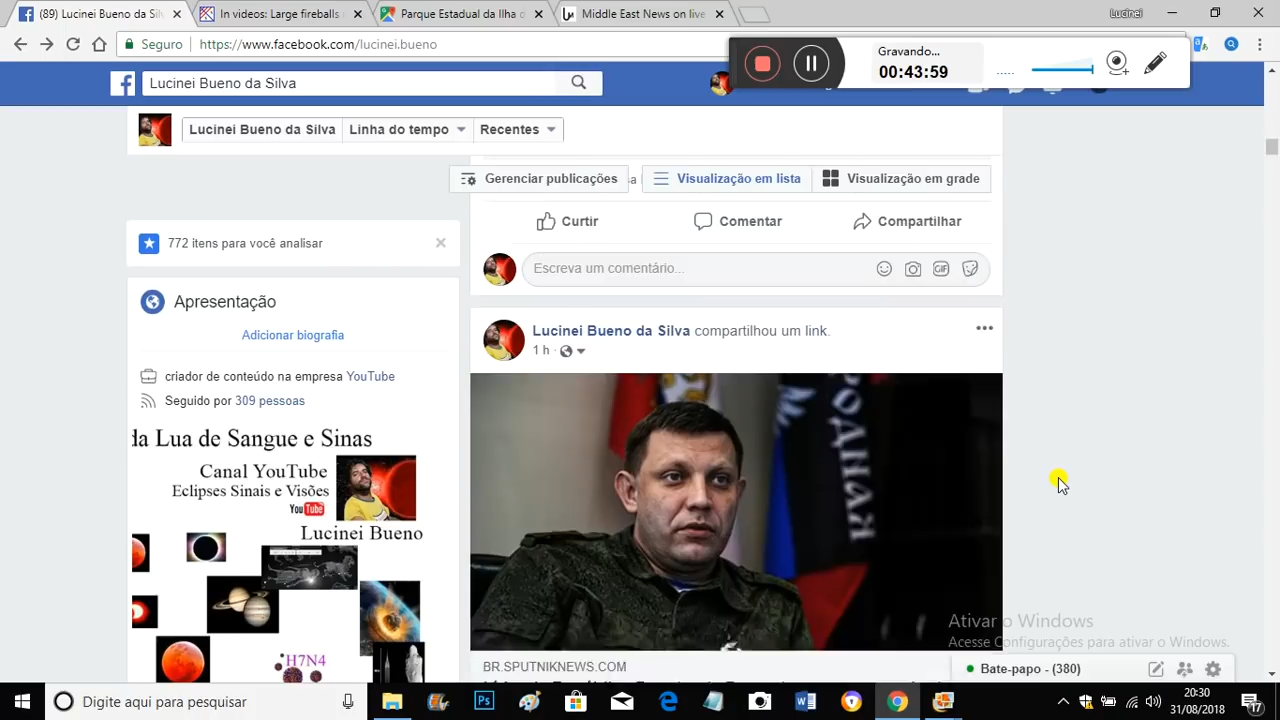 (89) Lucinei Bueno da Silva
In videos: Large fireballs
Parque Estadual da Ilha d
Middle East News on live
Lucinei
Seguro
https://www.facebook.com/lucinei.bueno
Gravando...
00:43:59
Lucinei Bueno da Silva
Lucinei Bueno da Silva
Linha do tempo
Recentes
Gerenciar publicações
Visualização em lista
Visualização em grade
Curtir
Comentar
Compartilhar
772 itens para você analisar
Escreva um comentário...
Apresentação
Adicionar biografia
criador de conteúdo na empresa YouTube
Seguido por 309 pessoas
da Lua de Sangue e Sinas
Canal YouTube
Eclipses Sinais e Visões
YouTube
Lucinei Bueno
H7N4
Lucinei Bueno da Silva compartilhou um link.
1 h
ОДНАЯ
BR.SPUTNIKNEWS.COM
Ativar o Windows
Acesse Configurações para ativar o Windows.
Bate-papo - (380)
Digite aqui para pesquisar
20:30
31/08/2018
17